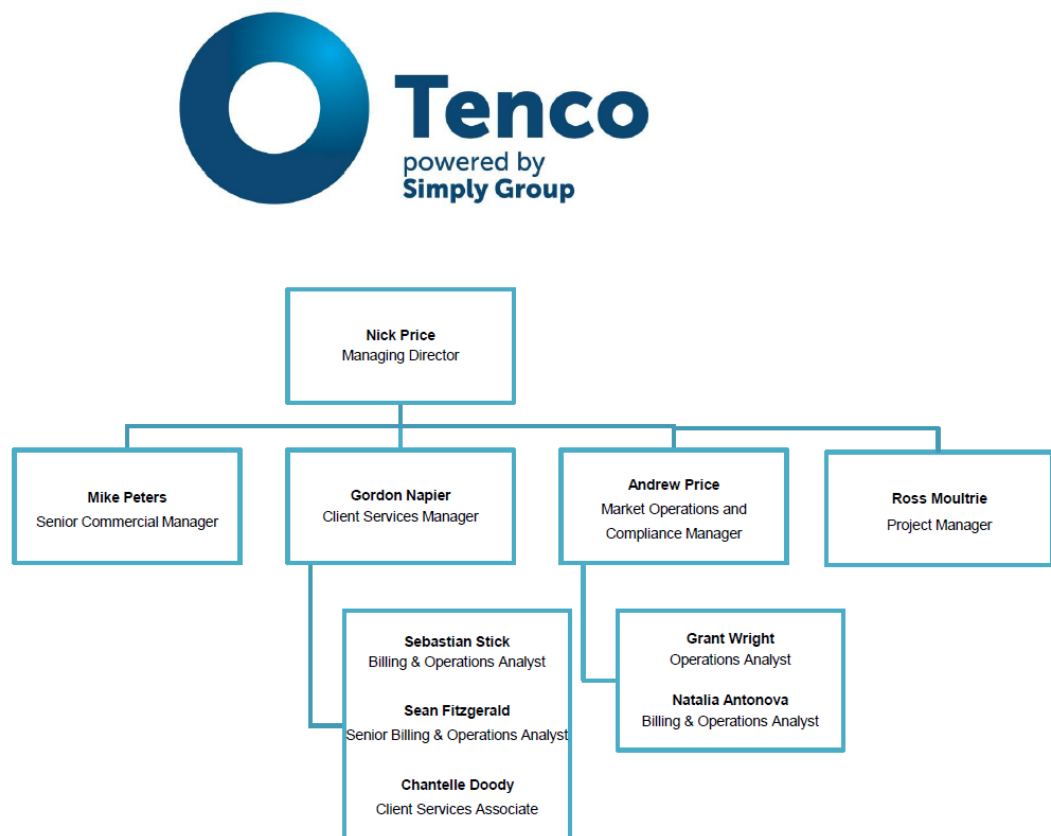 Tenco
powered by
Simply Group
Nick Price
Managing Director
Mike Peters
Senior Commercial Manager
Gordon Napier
Client Services Manager
Andrew Price
Market Operations and
Compliance Manager
Ross Moultrie
Project Manager
Sebastian Stick
Billing & Operations Analyst
Sean Fitzgerald
Senior Billing & Operations Analyst
Chantelle Doody
Client Services Associate
Grant Wright
Operations Analyst
Natalia Antonova
Billing & Operations Analyst